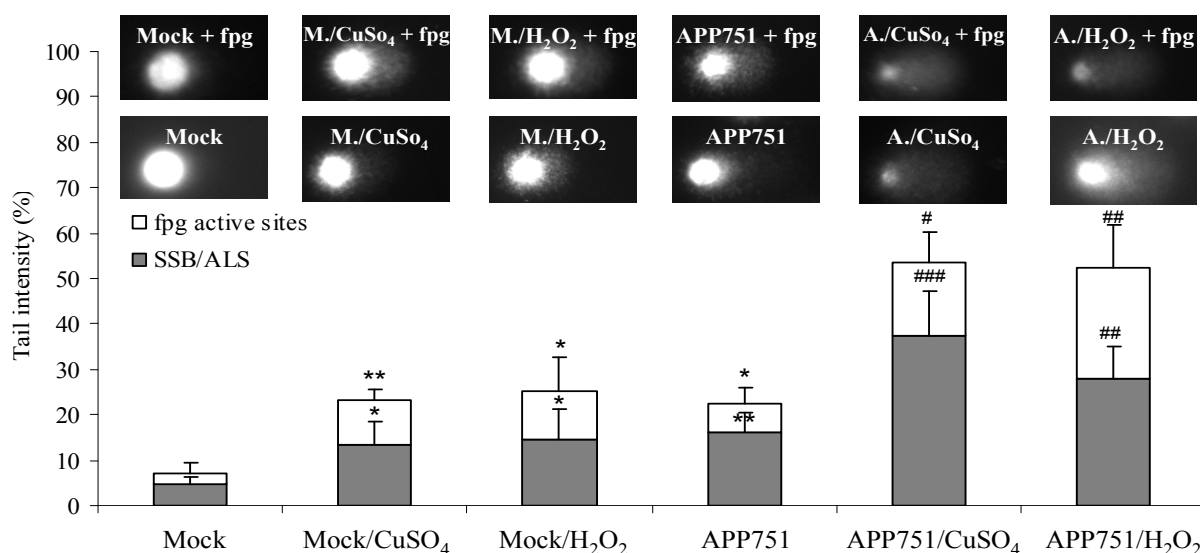 Mock + fpg M./CuSo₄ + fpg M./H₂O₂ + fpg APP751 + fpg A./CuSo₄ + fpg A./H₂O₂ + fpg
Mock M./CuSo₄ M./H₂O₂ APP751 A./CuSo₄ A./H₂O₂
Tail intensity (%)
100
90
80
70
60
50
40
30
20
10
0
fpg active sites
SSB/ALS
# ##
###
##
** * *
* * **
Mock Mock/CuSO₄ Mock/H₂O₂ APP751 APP751/CuSO₄ APP751/H₂O₂